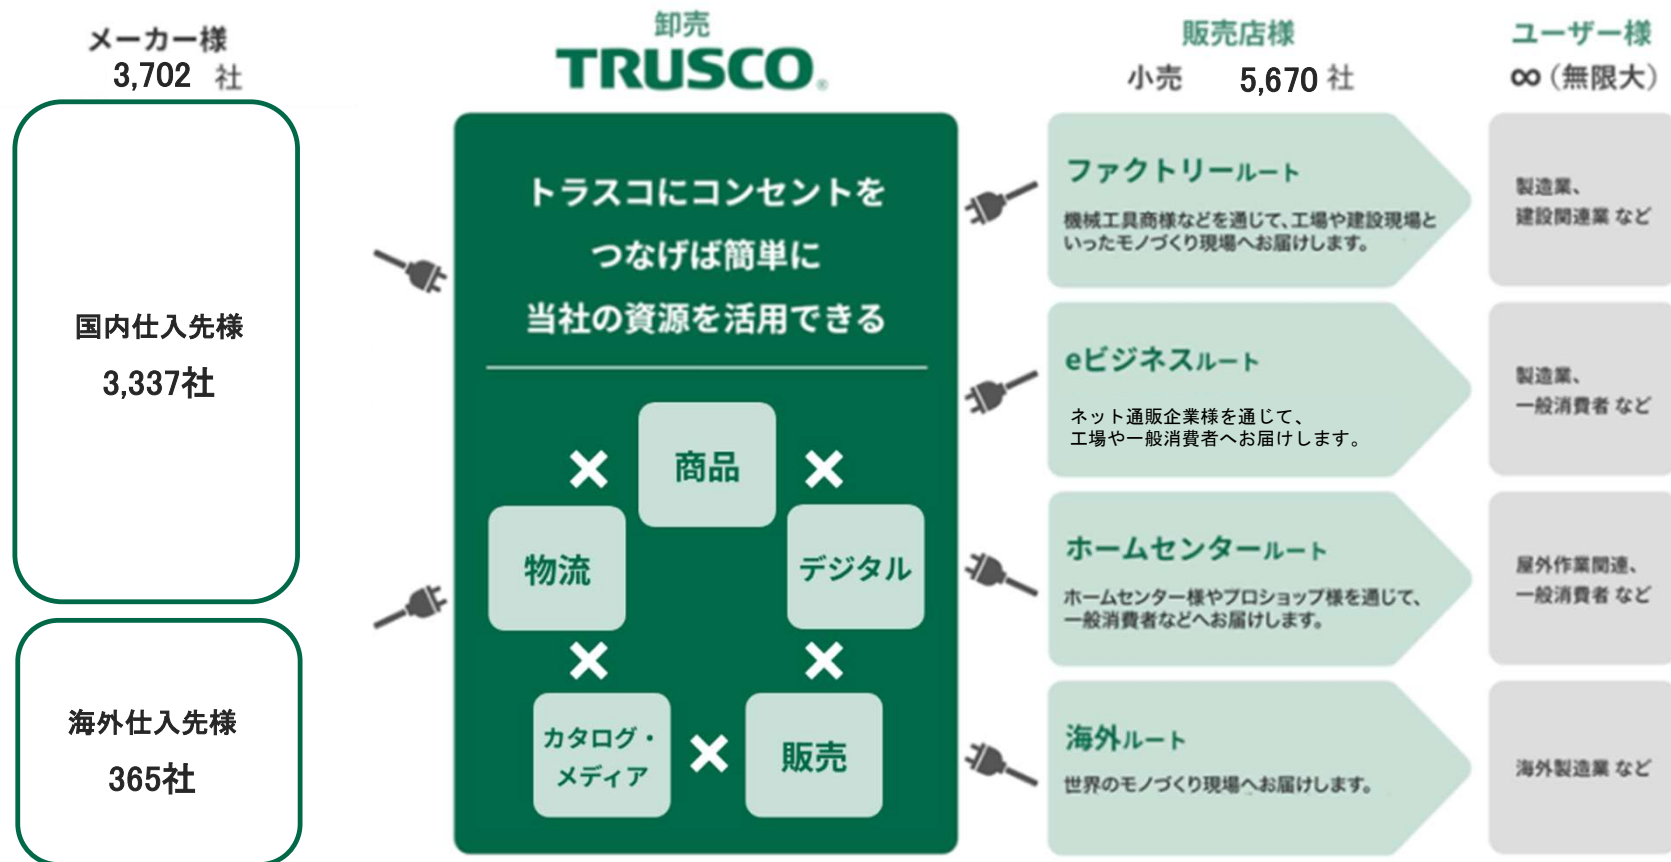 メーカー様
3,702 社
国内仕入先様
3,337社
海外仕入先様
365社
卸売
TRUSCO®
トラスコにコンセントを
つなげば簡単に
当社の資源を活用できる
商品
物流
デジタル
カタログ・
メディア
販売
販売店様
小売 5,670 社
ファクトリールート
機械工具商様などを通じて、工場や建設現場と
いったモノづくり現場へお届けします。
eビジネスルート
ネット通販企業様を通じて、
工場や一般消費者へお届けします。
ホームセンタールート
ホームセンター様やプロショップ様を通じて、
一般消費者などへお届けします。
海外ルート
世界のモノづくり現場へお届けします。
ユーザー様
∞(無限大)
製造業、
建設関連業 など
製造業、
一般消費者 など
屋外作業関連、
一般消費者 など
海外製造業 など